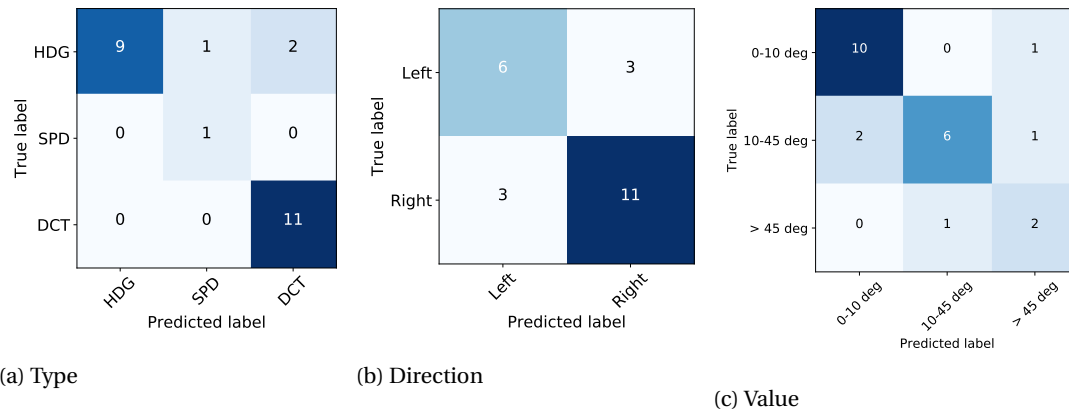 HDG 9 1 2
SPD 0 1 0
DCT 0 0 11
True label
HDG SPD DCT
Predicted label
(a) Type
Left 6 3
Right 3 11
True label
Left Right
Predicted label
(b) Direction
0-10 deg 10 0 1
10-45 deg 2 6 1
> 45 deg 0 1 2
True label
0-10 deg 10-45 deg > 45 deg
Predicted label
(c) Value